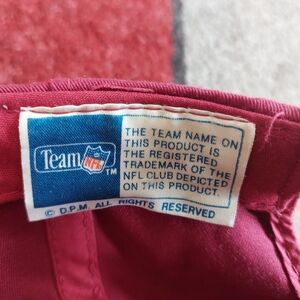 Team NFL TM
THE TEAM NAME ON
THIS PRODUCT IS
THE REGISTERED
TRADEMARK OF THE
NFL CLUB DEPICTED
ON THIS PRODUCT.
© D.P.M. ALL RIGHTS RESERVED